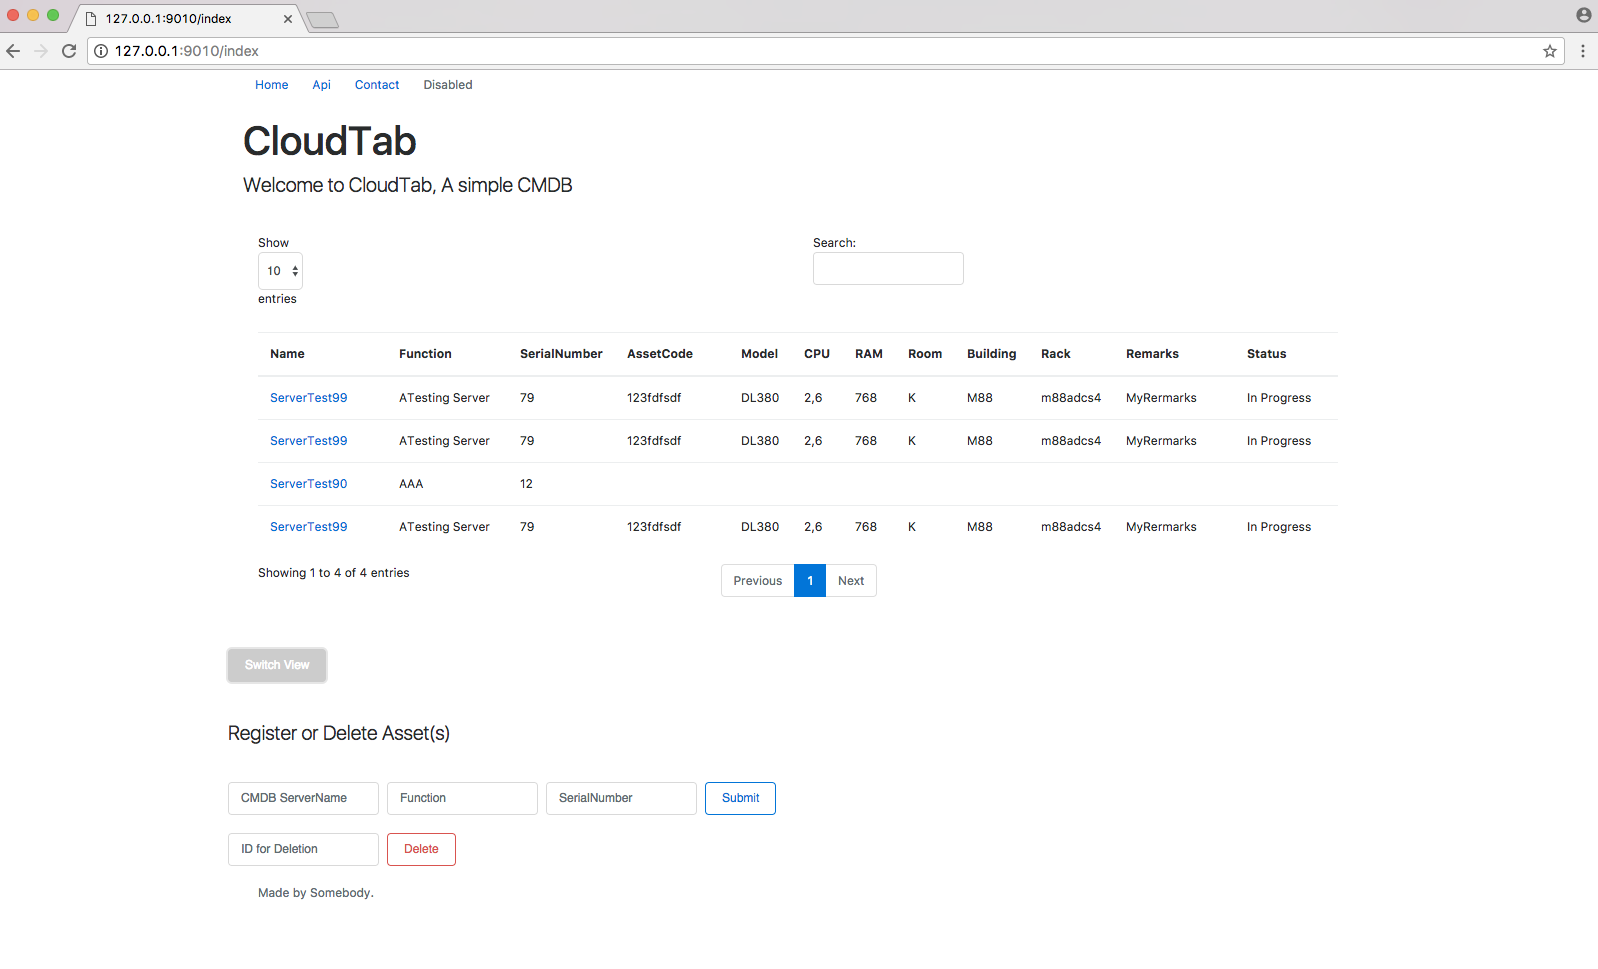 127.0.0.1:9010/index
127.0.0.1:9010/index
Home Api Contact Disabled
CloudTab
Welcome to CloudTab, A simple CMDB
Show Search:
10
entries
Name Function SerialNumber AssetCode Model CPU RAM Room Building Rack Remarks Status
ServerTest99 ATesting Server 79 123fdfsdf DL380 2,6 768 K M88 m88adcs4 MyRermarks In Progress
ServerTest99 ATesting Server 79 123fdfsdf DL380 2,6 768 K M88 m88adcs4 MyRermarks In Progress
ServerTest90 AAA 12
ServerTest99 ATesting Server 79 123fdfsdf DL380 2,6 768 K M88 m88adcs4 MyRermarks In Progress
Showing 1 to 4 of 4 entries Previous 1 Next
Switch View
Register or Delete Asset(s)
CMDB ServerName Function SerialNumber Submit
ID for Deletion Delete
Made by Somebody.